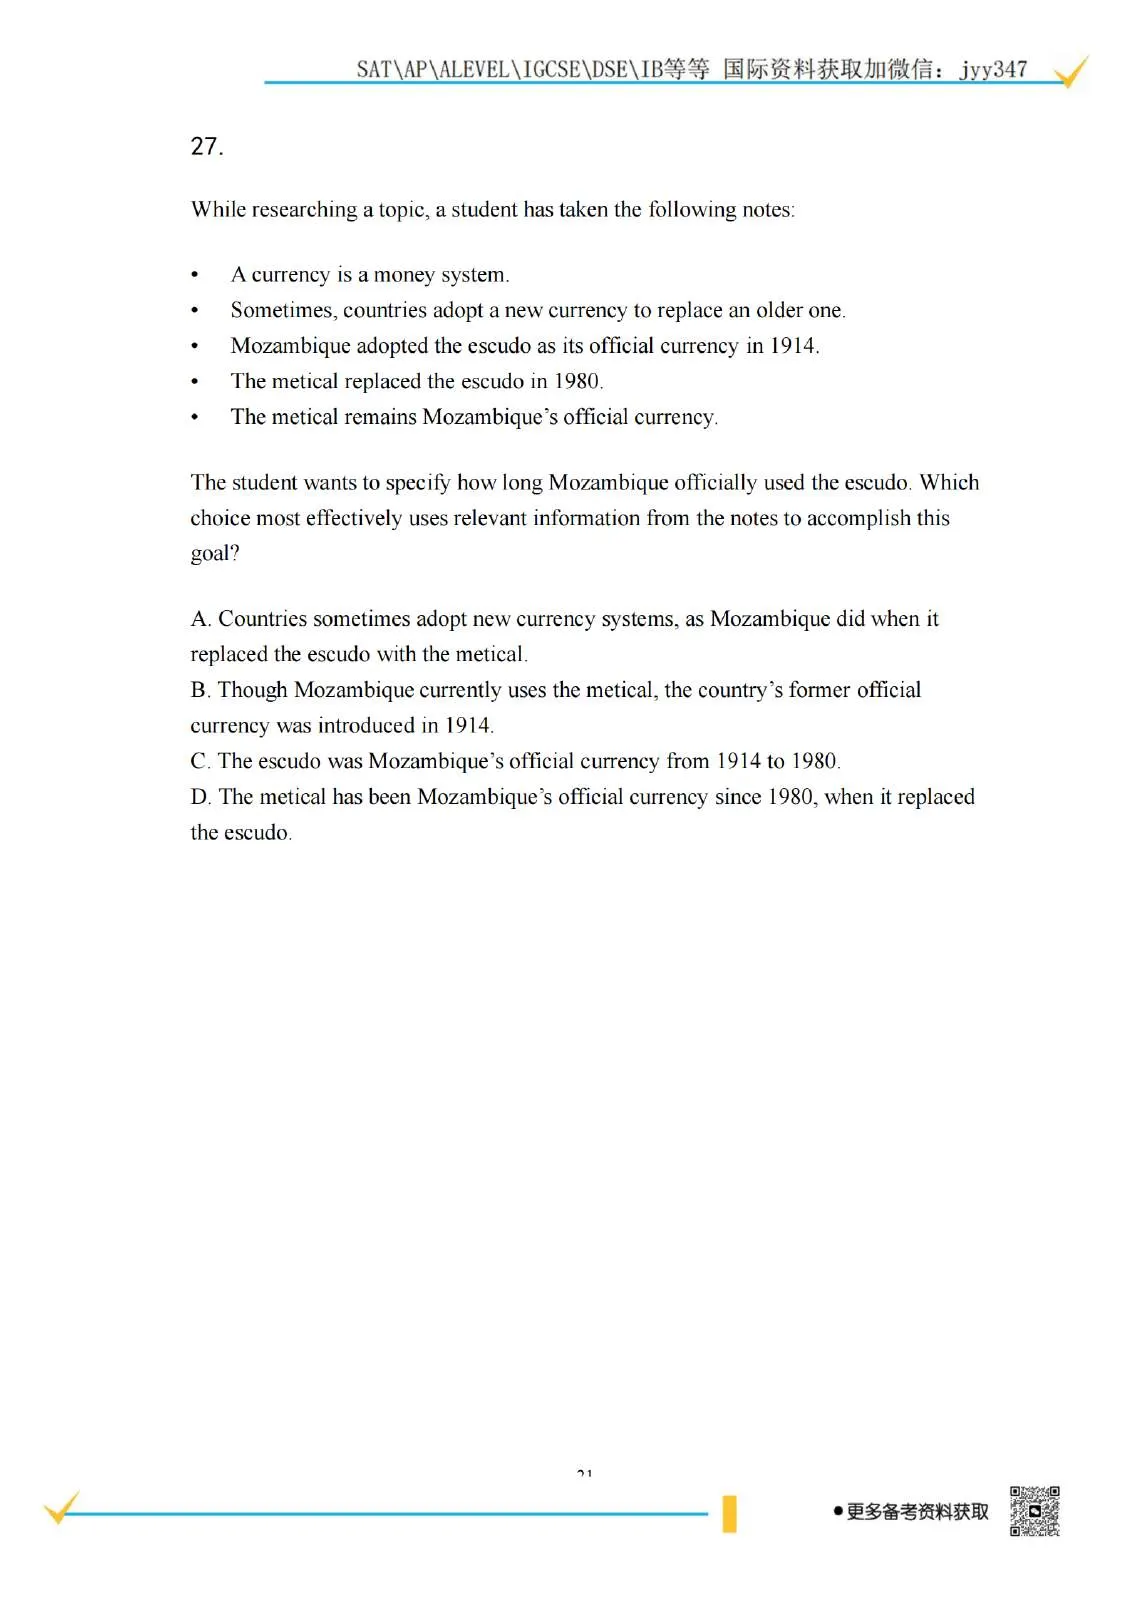 SAT\AP\ALEVEL\IGCSE\DSE\IB等等 国际资料获取加微信：jyy347
27.
While researching a topic, a student has taken the following notes:
• A currency is a money system.
• Sometimes, countries adopt a new currency to replace an older one.
• Mozambique adopted the escudo as its official currency in 1914.
• The metical replaced the escudo in 1980.
• The metical remains Mozambique’s official currency.
The student wants to specify how long Mozambique officially used the escudo. Which
choice most effectively uses relevant information from the notes to accomplish this
goal?
A. Countries sometimes adopt new currency systems, as Mozambique did when it
replaced the escudo with the metical.
B. Though Mozambique currently uses the metical, the country’s former official
currency was introduced in 1914.
C. The escudo was Mozambique’s official currency from 1914 to 1980.
D. The metical has been Mozambique’s official currency since 1980, when it replaced
the escudo.
21
●更多备考资料获取